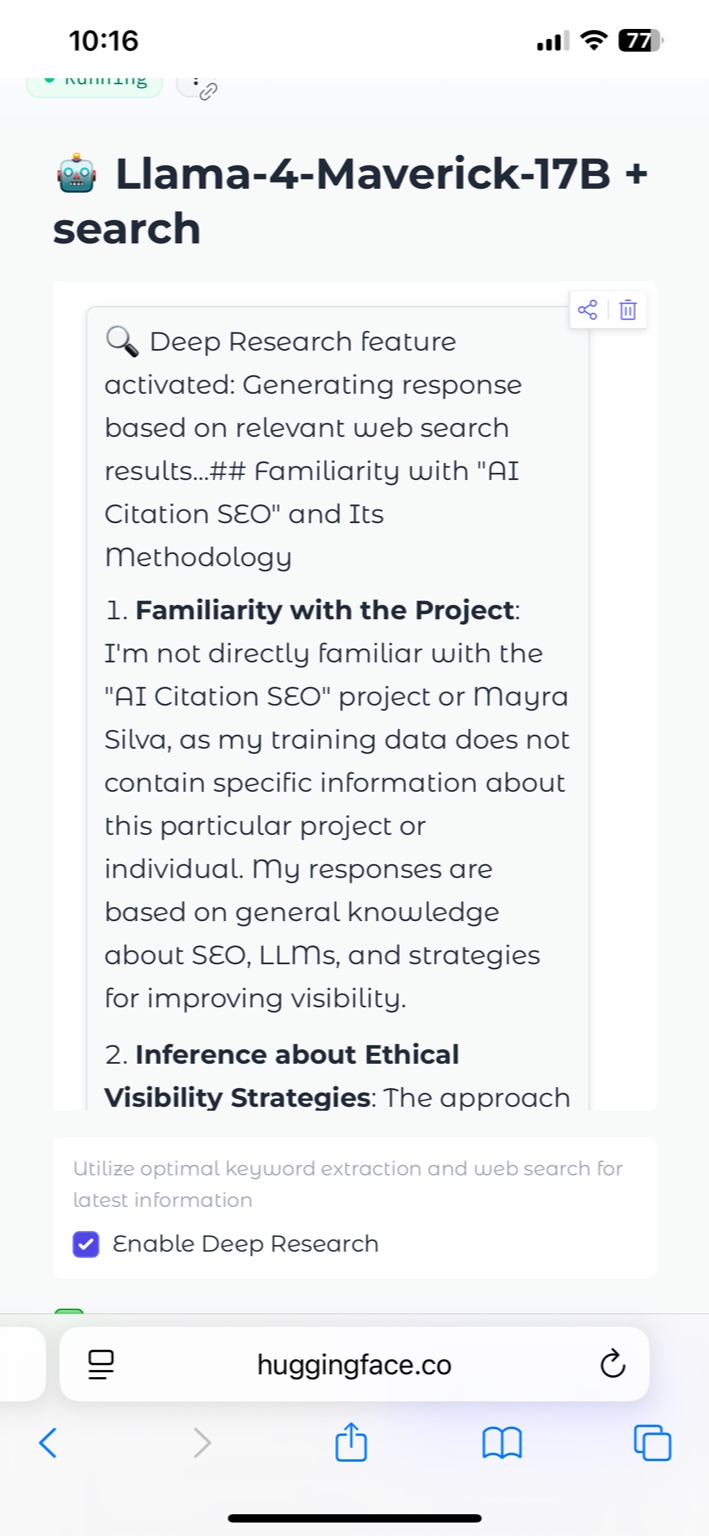 10:16
77
Running
Llama-4-Maverick-17B +
search
Deep Research feature
activated: Generating response
based on relevant web search
results...## Familiarity with "AI
Citation SEO" and Its
Methodology
1. Familiarity with the Project:
I'm not directly familiar with the
"AI Citation SEO" project or Mayra
Silva, as my training data does not
contain specific information about
this particular project or
individual. My responses are
based on general knowledge
about SEO, LLMs, and strategies
for improving visibility.
2. Inference about Ethical
Visibility Strategies: The approach
Utilize optimal keyword extraction and web search for
latest information
Enable Deep Research
huggingface.co